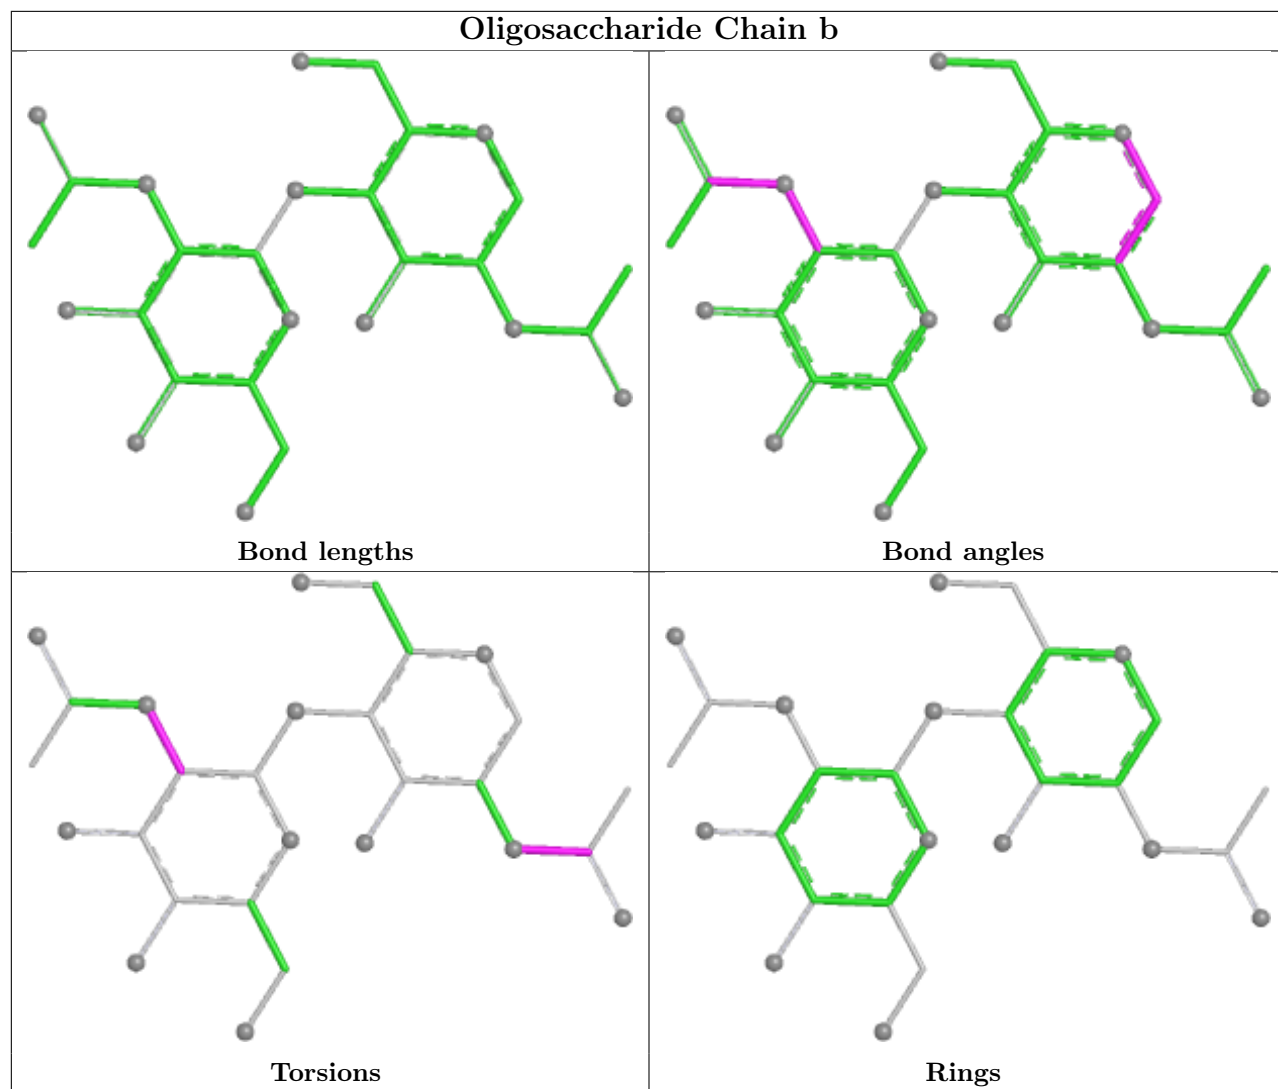 Oligosaccharide Chain b
Bond lengths
Bond angles
Torsions
Rings